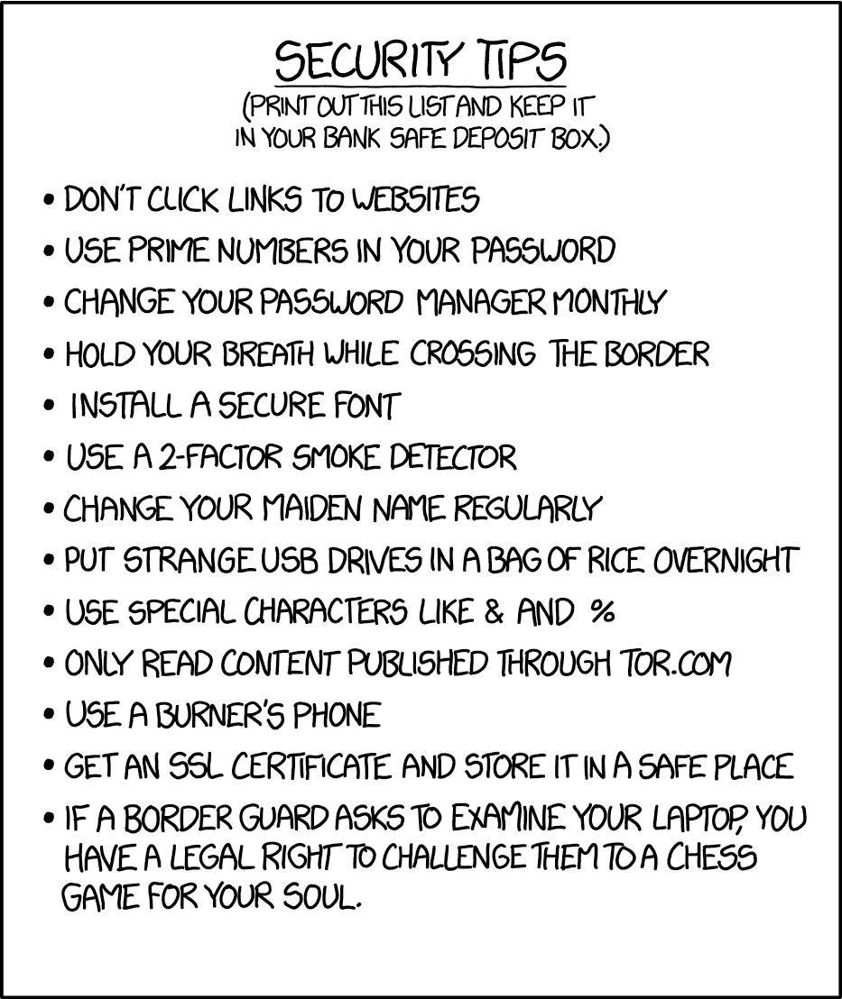 SECURITY TIPS
(PRINT OUT THIS LIST AND KEEP IT
IN YOUR BANK SAFE DEPOSIT BOX.)
• DON'T CLICK LINKS TO WEBSITES
• USE PRIME NUMBERS IN YOUR PASSWORD
• CHANGE YOUR PASSWORD MANAGER MONTHLY
• HOLD YOUR BREATH WHILE CROSSING THE BORDER
• INSTALL A SECURE FONT
• USE A 2-FACTOR SMOKE DETECTOR
• CHANGE YOUR MAIDEN NAME REGULARLY
• PUT STRANGE USB DRIVES IN A BAG OF RICE OVERNIGHT
• USE SPECIAL CHARACTERS LIKE & AND %
• ONLY READ CONTENT PUBLISHED THROUGH TOR.COM
• USE A BURNER'S PHONE
• GET AN SSL CERTIFICATE AND STORE IT IN A SAFE PLACE
• IF A BORDER GUARD ASKS TO EXAMINE YOUR LAPTOP, YOU
HAVE A LEGAL RIGHT TO CHALLENGE THEM TO A CHESS
GAME FOR YOUR SOUL.